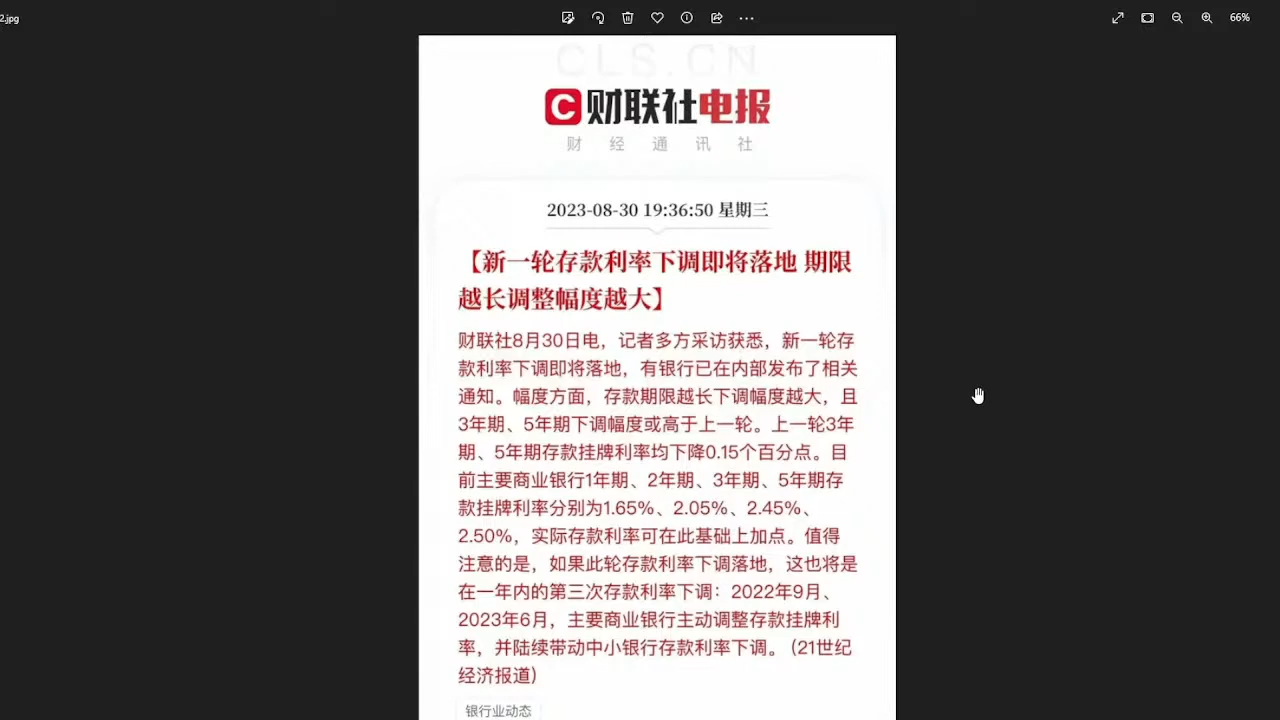 2.jpg
66%
CLS.CN
C 财联社电报
财经通讯社
2023-08-30 19:36:50 星期三
【新一轮存款利率下调即将落地 期限
越长调整幅度越大】
财联社8月30日电，记者多方采访获悉，新一轮存
款利率下调即将落地，有银行已在内部发布了相关
通知。幅度方面，存款期限越长下调幅度越大，且
3年期、5年期下调幅度或高于上一轮。上一轮3年
期、5年期存款挂牌利率均下降0.15个百分点。目
前主要商业银行1年期、2年期、3年期、5年期存
款挂牌利率分别为1.65%、2.05%、2.45%、
2.50%，实际存款利率可在此基础上加点。值得
注意的是，如果此轮存款利率下调落地，这也将是
在一年内的第三次存款利率下调：2022年9月、
2023年6月，主要商业银行主动调整存款挂牌利
率，并陆续带动中小银行存款利率下调。（21世纪
经济报道）
银行业动态